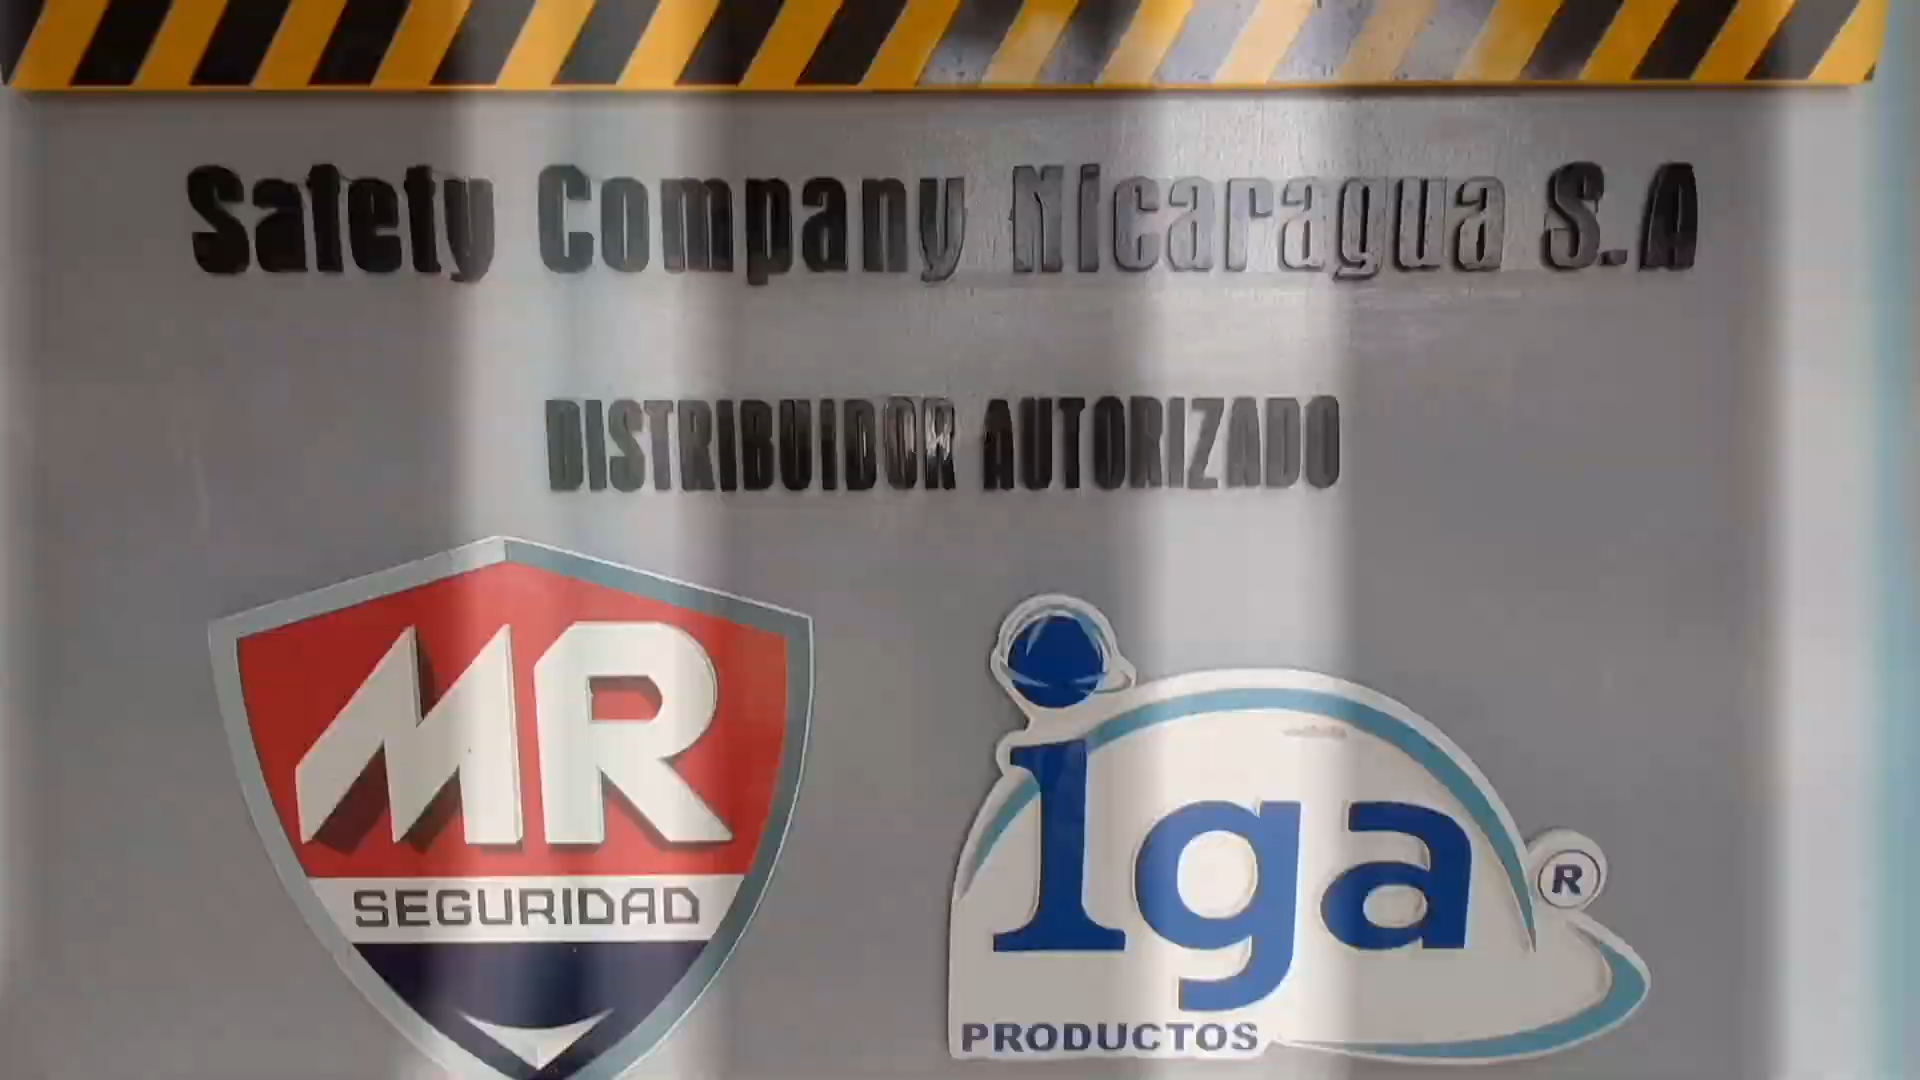 Safety Company Nicaragua S.A
DISTRIBUIDOR AUTORIZADO
MR
SEGURIDAD
iga
®
PRODUCTOS